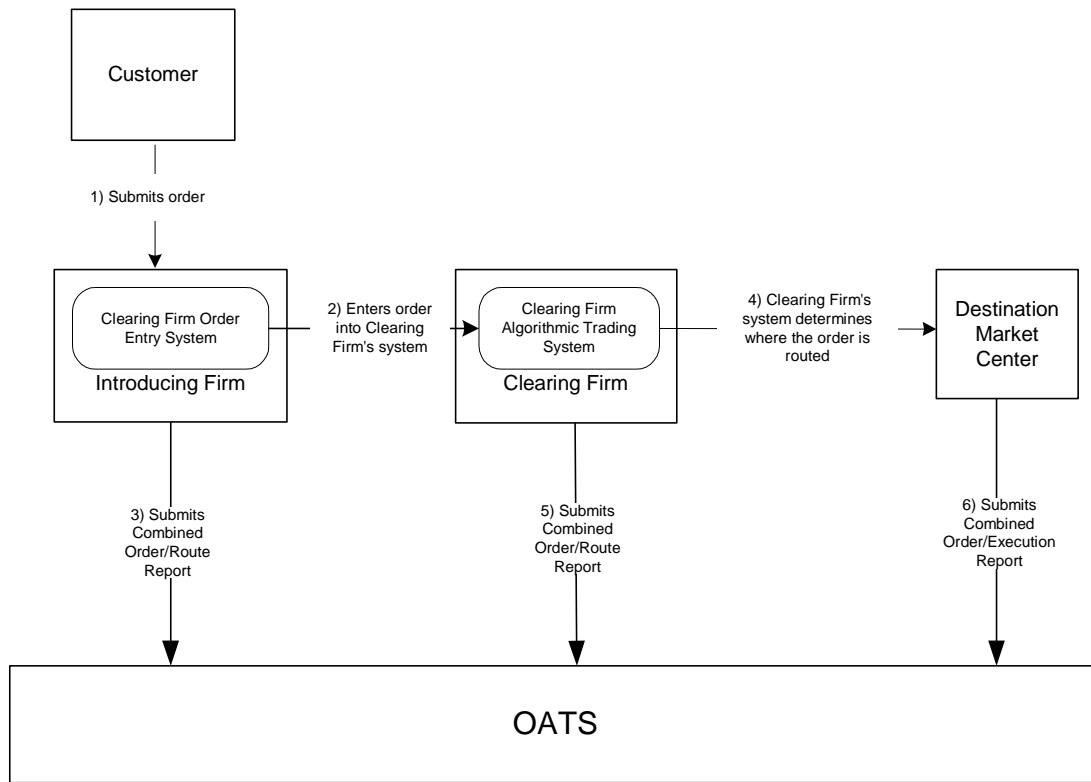 Customer
1) Submits order
Clearing Firm Order
Entry System
Introducing Firm
2) Enters order
into Clearing
Firm's system
Clearing Firm
Algorithmic Trading
System
Clearing Firm
4) Clearing Firm's
system determines
where the order is
routed
Destination
Market
Center
3) Submits
Combined
Order/Route
Report
5) Submits
Combined
Order/Route
Report
6) Submits
Combined
Order/Execution
Report
OATS